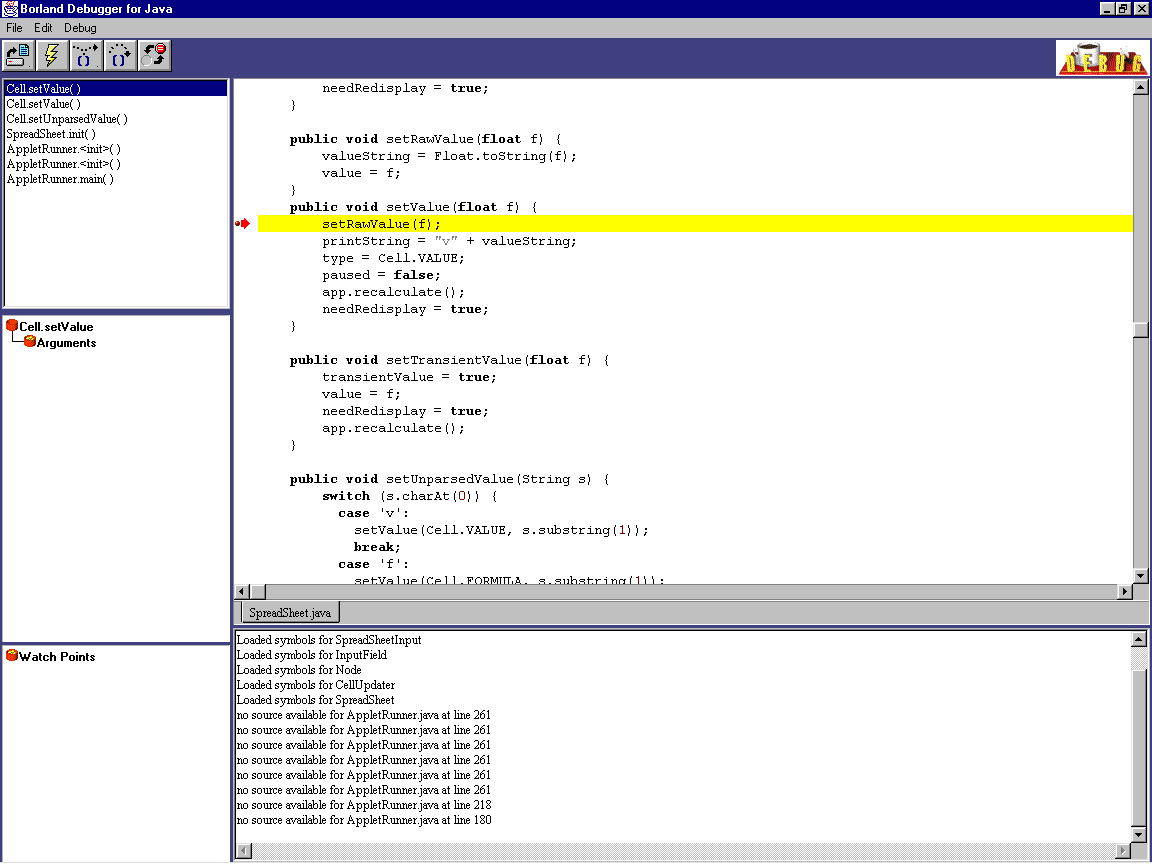 Borland Debugger for Java
File Edit Debug
DEBUG
Cell.setValue( )
Cell.setValue( )
Cell.setUnparsedValue( )
SpreadSheet.init( )
AppletRunner.<init>( )
AppletRunner.<init>( )
AppletRunner.main( )
Cell.setValue
Arguments
Watch Points
needRedisplay = true;
}
public void setRawValue(float f) {
valueString = Float.toString(f);
value = f;
}
public void setValue(float f) {
setRawValue(f);
printString = "v" + valueString;
type = Cell.VALUE;
paused = false;
app.recalculate();
needRedisplay = true;
}
public void setTransientValue(float f) {
transientValue = true;
value = f;
needRedisplay = true;
app.recalculate();
}
public void setUnparsedValue(String s) {
switch (s.charAt(0)) {
case 'v':
setValue(Cell.VALUE, s.substring(1));
break;
case 'f':
setValue(Cell.FORMULA, s.substring(1));
SpreadSheet.java
Loaded symbols for SpreadSheetInput
Loaded symbols for InputField
Loaded symbols for Node
Loaded symbols for CellUpdater
Loaded symbols for SpreadSheet
no source available for AppletRunner.java at line 261
no source available for AppletRunner.java at line 261
no source available for AppletRunner.java at line 261
no source available for AppletRunner.java at line 261
no source available for AppletRunner.java at line 261
no source available for AppletRunner.java at line 261
no source available for AppletRunner.java at line 218
no source available for AppletRunner.java at line 180